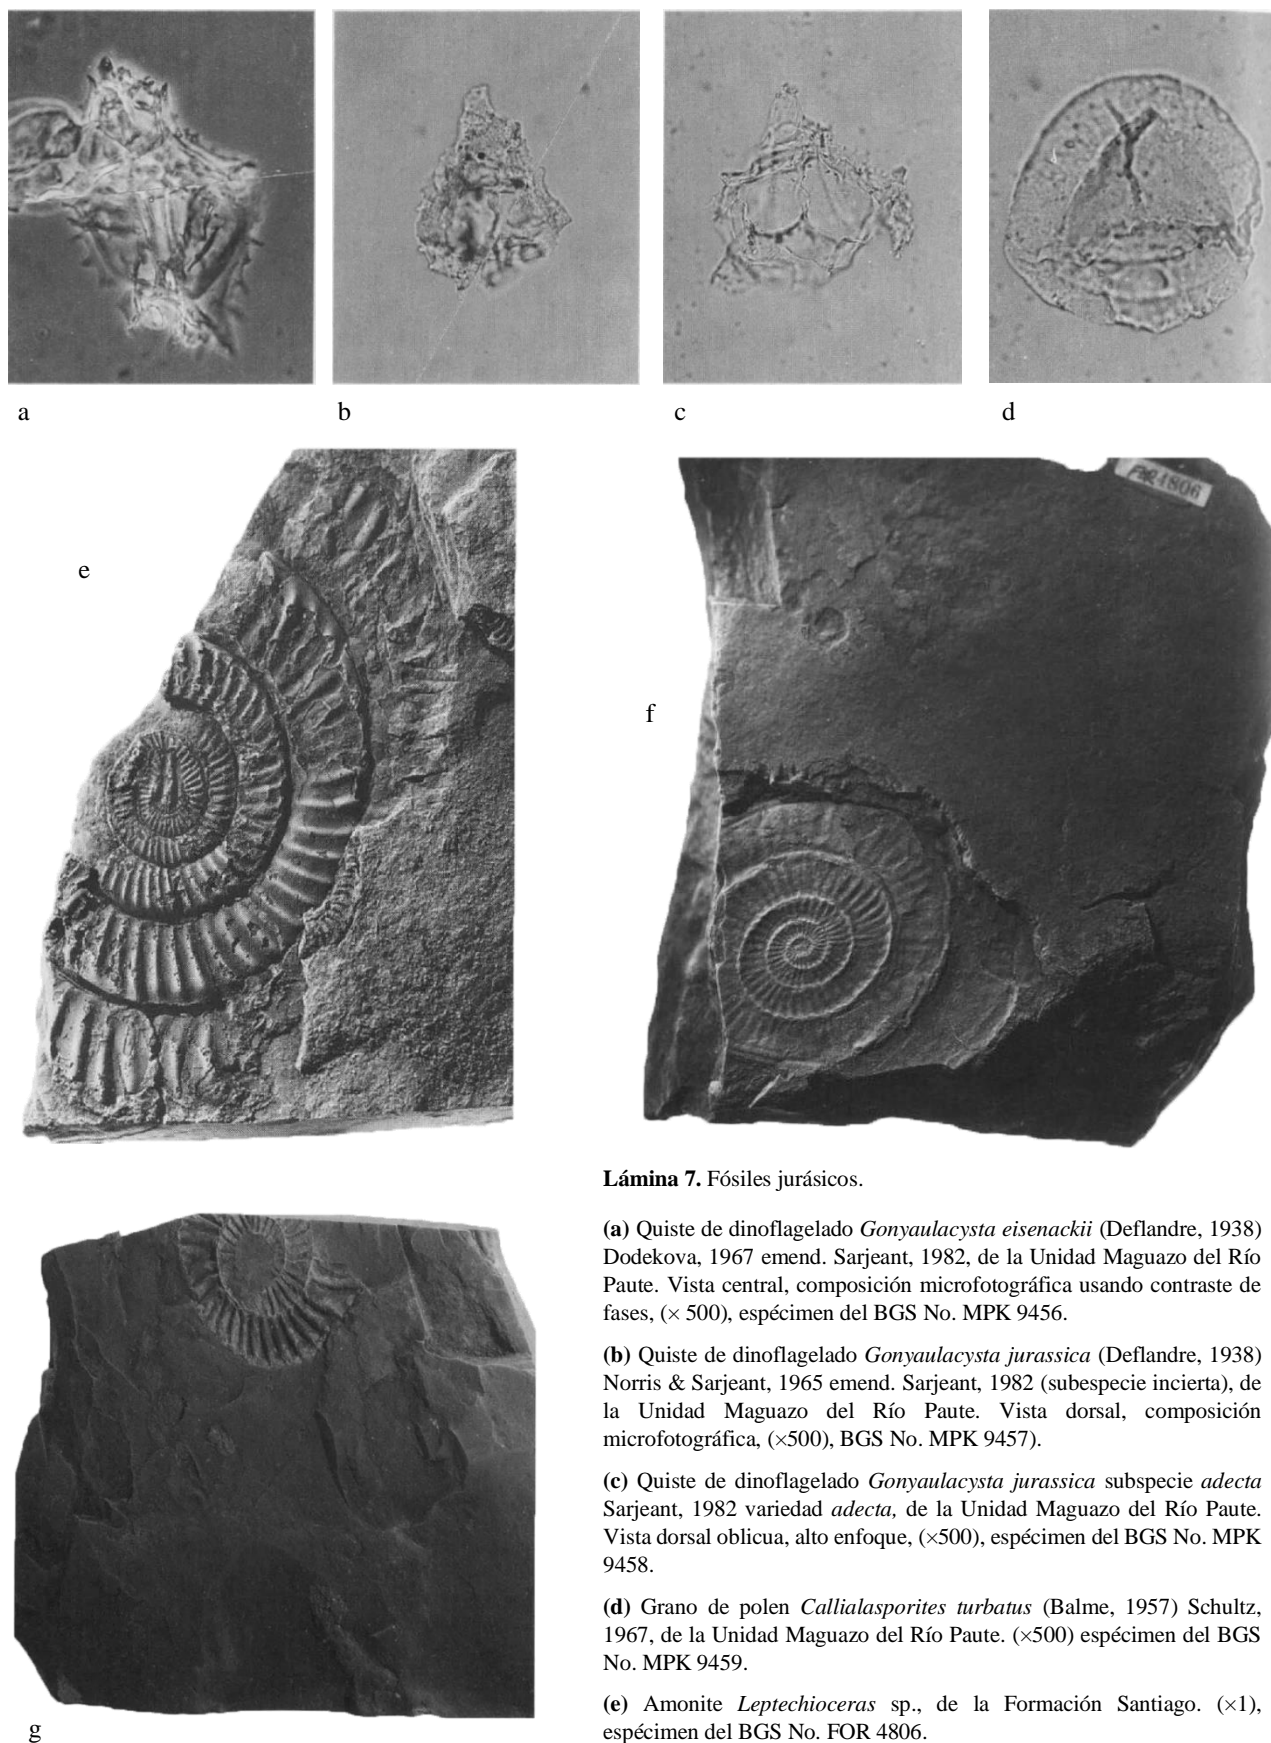 a
b
c
d
e
4806
f
Lámina 7. Fósiles jurásicos.
(a) Quiste de dinoflagelado Gonyaulacysta eisenackii (Deflandre, 1938)
Dodekova, 1967 emend. Sarjeant, 1982, de la Unidad Maguazo del Río
Paute. Vista central, composición microfotográfica usando contraste de
fases, (× 500), espécimen del BGS No. MPK 9456.
(b) Quiste de dinoflagelado Gonyaulacysta jurassica (Deflandre, 1938)
Norris & Sarjeant, 1965 emend. Sarjeant, 1982 (subespecie incierta), de
la Unidad Maguazo del Río Paute. Vista dorsal, composición
microfotográfica, (×500), BGS No. MPK 9457).
(c) Quiste de dinoflagelado Gonyaulacysta jurassica subspecie adecta
Sarjeant, 1982 variedad adecta, de la Unidad Maguazo del Río Paute.
Vista dorsal oblicua, alto enfoque, (×500), espécimen del BGS No. MPK
9458.
(d) Grano de polen Callialasporites turbatus (Balme, 1957) Schultz,
1967, de la Unidad Maguazo del Río Paute. (×500) espécimen del BGS
No. MPK 9459.
(e) Amonite Leptechioceras sp., de la Formación Santiago. (×1),
espécimen del BGS No. FOR 4806.
g